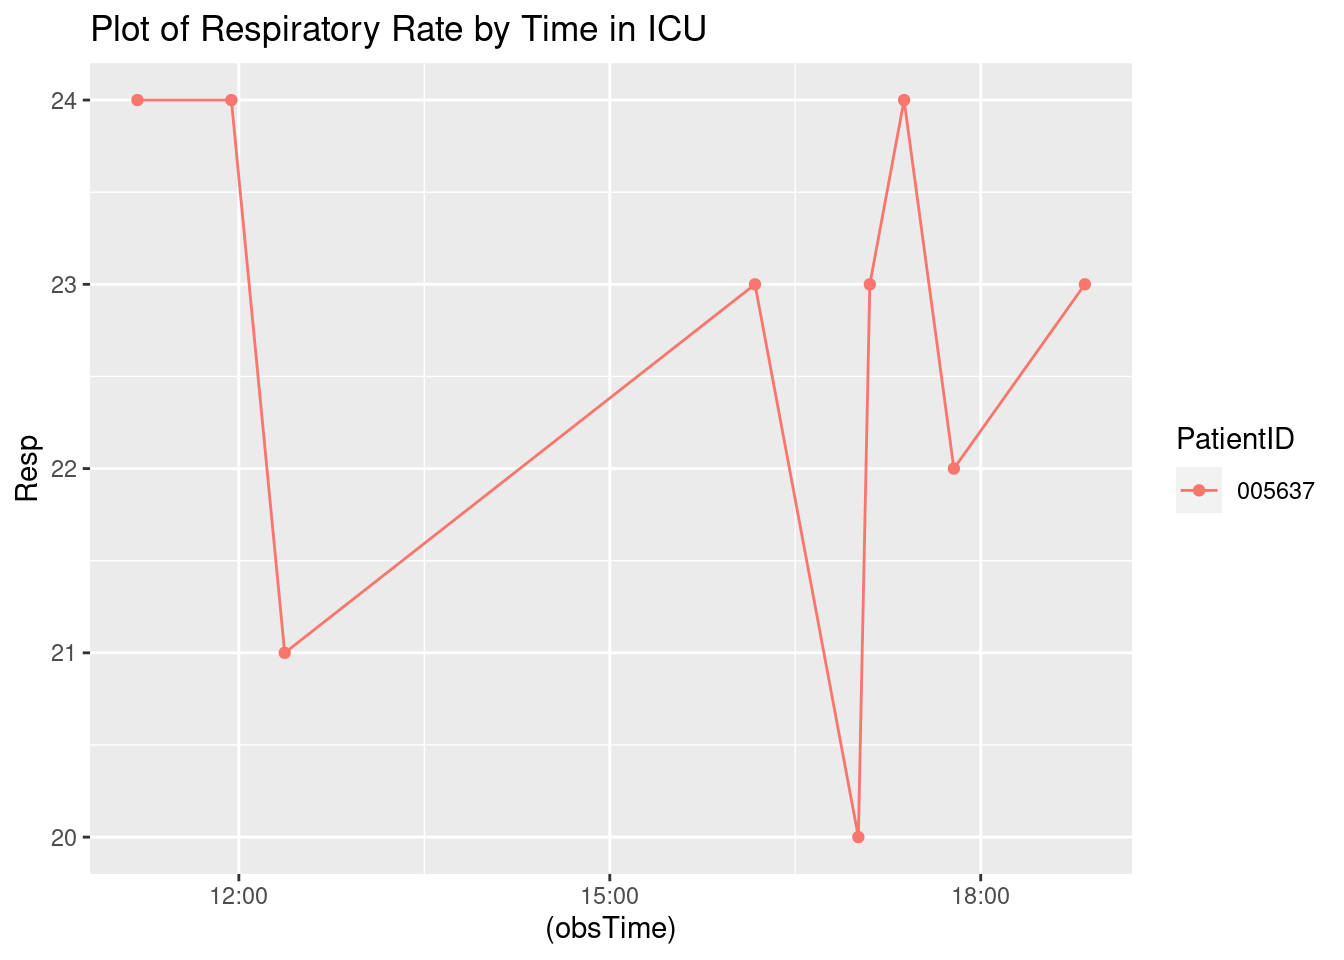 Plot of Respiratory Rate by Time in ICU
24
23
22
21
20
Resp
12:00 15:00 18:00
(obsTime)
PatientID
005637